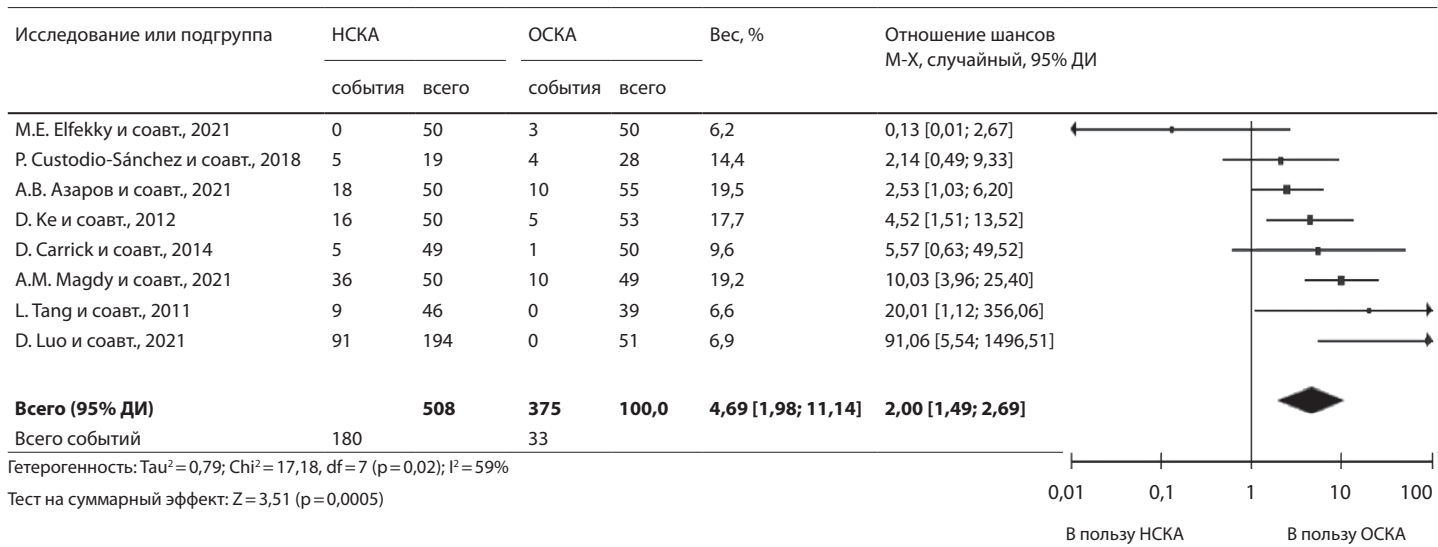 Исследование или подгруппа НСКА ОСКА Вес, % Отношение шансов
М-Х, случайный, 95% ДИ
события всего события всего
M.E. Elfekky и соавт., 2021 0 50 3 50 6,2 0,13 [0,01; 2,67]
P. Custodio-Sánchez и соавт., 2018 5 19 4 28 14,4 2,14 [0,49; 9,33]
А.В. Азаров и соавт., 2021 18 50 10 55 19,5 2,53 [1,03; 6,20]
D. Ke и соавт., 2012 16 50 5 53 17,7 4,52 [1,51; 13,52]
D. Carrick и соавт., 2014 5 49 1 50 9,6 5,57 [0,63; 49,52]
A.M. Magdy и соавт., 2021 36 50 10 49 19,2 10,03 [3,96; 25,40]
L. Tang и соавт., 2011 9 46 0 39 6,6 20,01 [1,12; 356,06]
D. Luo и соавт., 2021 91 194 0 51 6,9 91,06 [5,54; 1496,51]
Всего (95% ДИ) 508 375 100,0 4,69 [1,98; 11,14] 2,00 [1,49; 2,69]
Всего событий 180 33
Гетерогенность: Tau² = 0,79; Chi² = 17,18, df = 7 (p = 0,02); I² = 59%
Тест на суммарный эффект: Z = 3,51 (p = 0,0005)
0,01 0,1 1 10 100
В пользу НСКА В пользу ОСКА